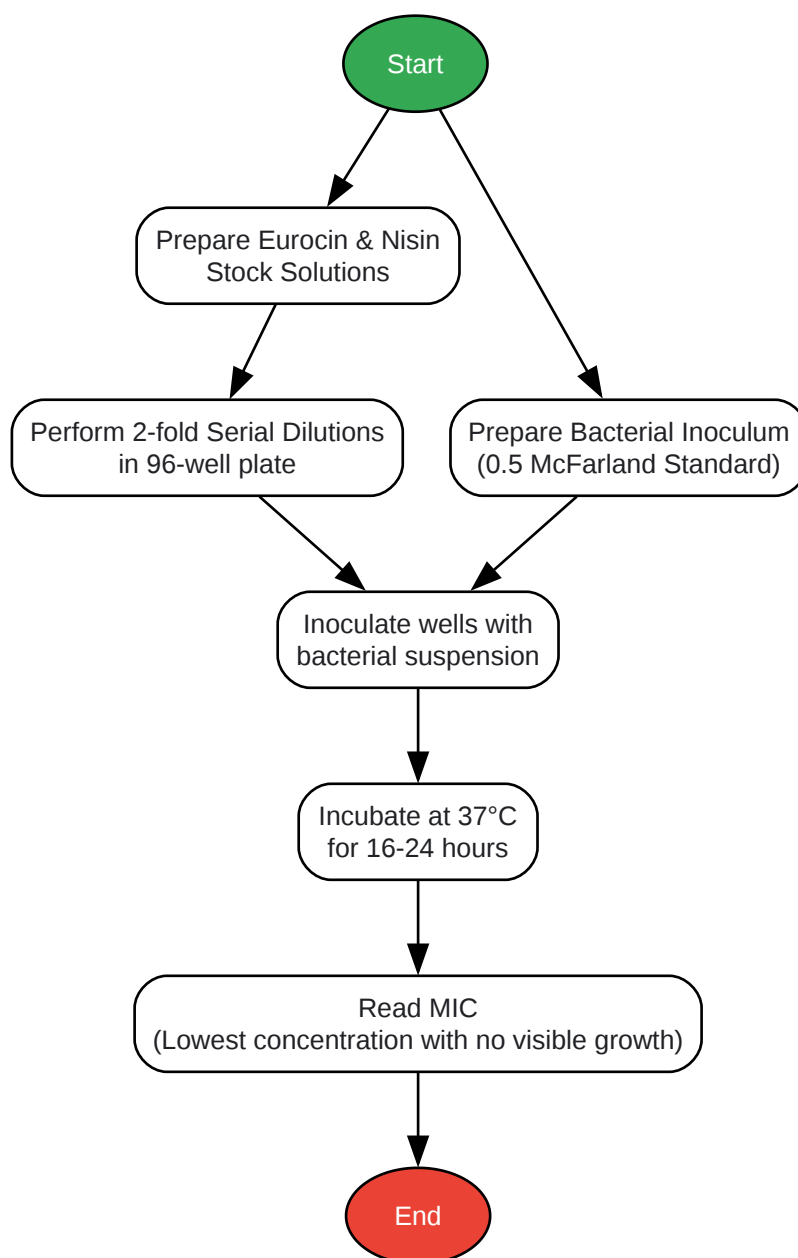 Start
Prepare Eurocin & Nisin
Stock Solutions
Perform 2-fold Serial Dilutions
in 96-well plate
Prepare Bacterial Inoculum
(0.5 McFarland Standard)
Inoculate wells with
bacterial suspension
Incubate at 37°C
for 16-24 hours
Read MIC
(Lowest concentration with no visible growth)
End